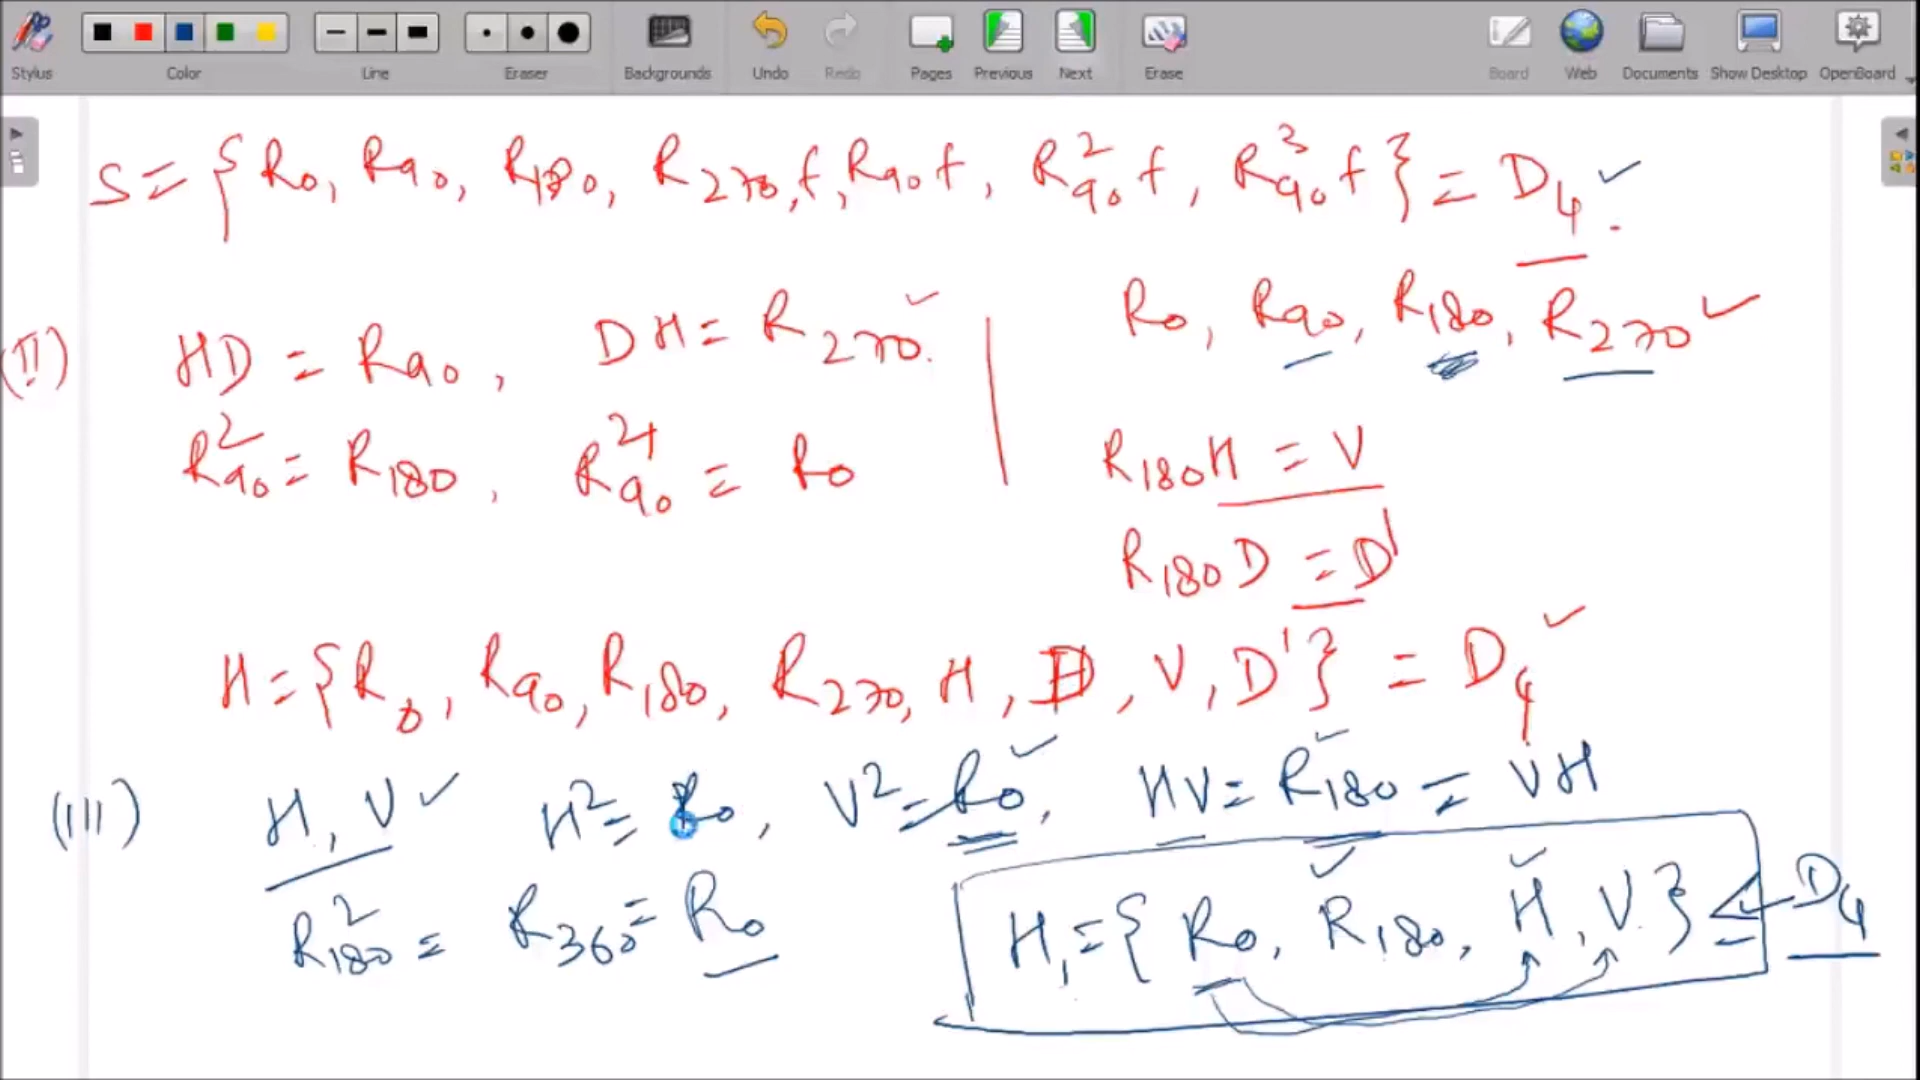 Stylus Color Line Eraser Backgrounds Undo Redo Pages Previous Next Erase Board Web Documents Show Desktop OpenBoard
S = {R₀, R₉₀, R₁₈₀, R₂₇₀, f, R₉₀f, R²₉₀f, R³₉₀f} = D₄ ✓.
R₀, R₉₀, R₁₈₀, R₂₇₀ ✓
(II) HD = R₉₀, DH = R₂₇₀. ✓
R²₉₀ = R₁₈₀, R⁴₉₀ = R₀
R₁₈₀H = V
R₁₈₀D = D'
H = {R₀, R₉₀, R₁₈₀, R₂₇₀, H, D, V, D'} = D₄ ✓
(III) H, V ✓ H² = R₀, V² = R₀ ✓, HV = R₁₈₀ ✓ = VH
R²₁₈₀ = R₃₆₀ = R₀
H₁ = {R₀, R₁₈₀, H, V} ≤ D₄